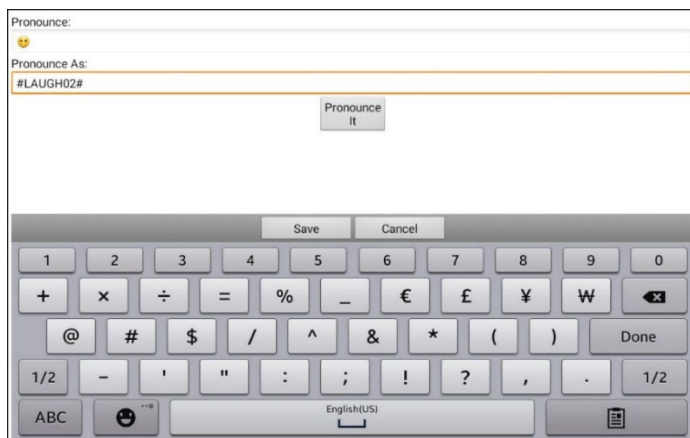 Pronounce:
🙂
Pronounce As:
#LAUGH02#
Pronounce
It
Save Cancel
1 2 3 4 5 6 7 8 9 0
+ × ÷ = % _ € £ ¥ ₩
@ # $ / ^ & * ( ) Done
1/2 - ' " : ; ! ? , . 1/2
ABC English(US)